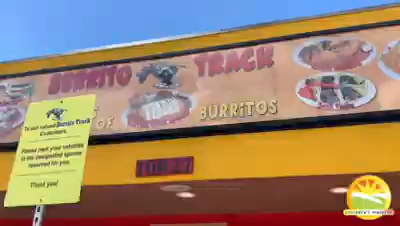 BURRITO TRACK
OF BURRiTOS
To our valued Burrito Track
Customers:
Please park your vehicles
in the designated spaces
reserved for you.
Thank you!